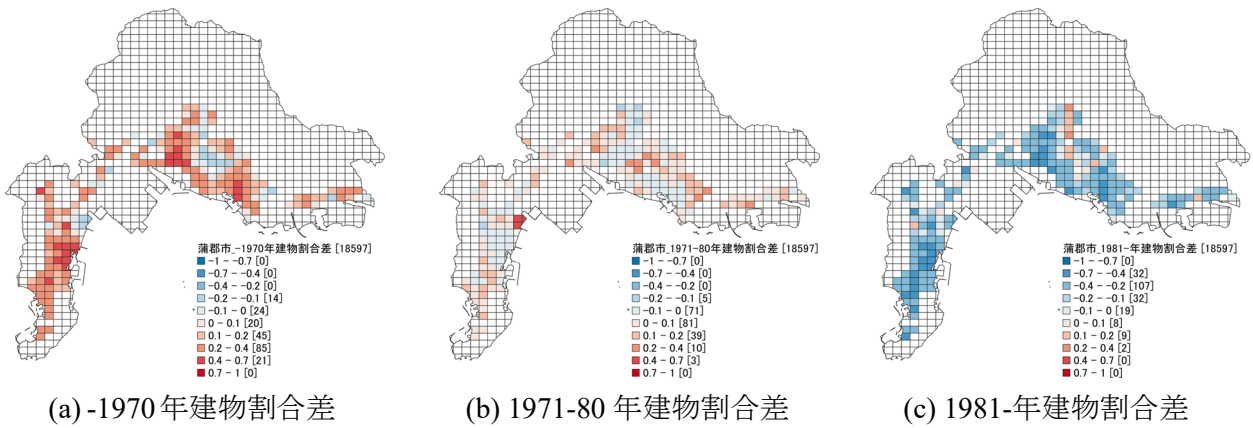 蒲郡市_-1970年建物割合差 [18597]
-1 - -0.7 [0]
-0.7 - -0.4 [0]
-0.4 - -0.2 [0]
-0.2 - -0.1 [14]
-0.1 - 0 [24]
0 - 0.1 [20]
0.1 - 0.2 [45]
0.2 - 0.4 [85]
0.4 - 0.7 [21]
0.7 - 1 [0]
(a) -1970年建物割合差
蒲郡市_1971-80年建物割合差 [18597]
-1 - -0.7 [0]
-0.7 - -0.4 [0]
-0.4 - -0.2 [0]
-0.2 - -0.1 [5]
-0.1 - 0 [71]
0 - 0.1 [81]
0.1 - 0.2 [39]
0.2 - 0.4 [10]
0.4 - 0.7 [3]
0.7 - 1 [0]
(b) 1971-80 年建物割合差
蒲郡市_1981-年建物割合差 [18597]
-1 - -0.7 [0]
-0.7 - -0.4 [32]
-0.4 - -0.2 [107]
-0.2 - -0.1 [32]
-0.1 - 0 [19]
0 - 0.1 [8]
0.1 - 0.2 [9]
0.2 - 0.4 [2]
0.4 - 0.7 [0]
0.7 - 1 [0]
(c) 1981-年建物割合差